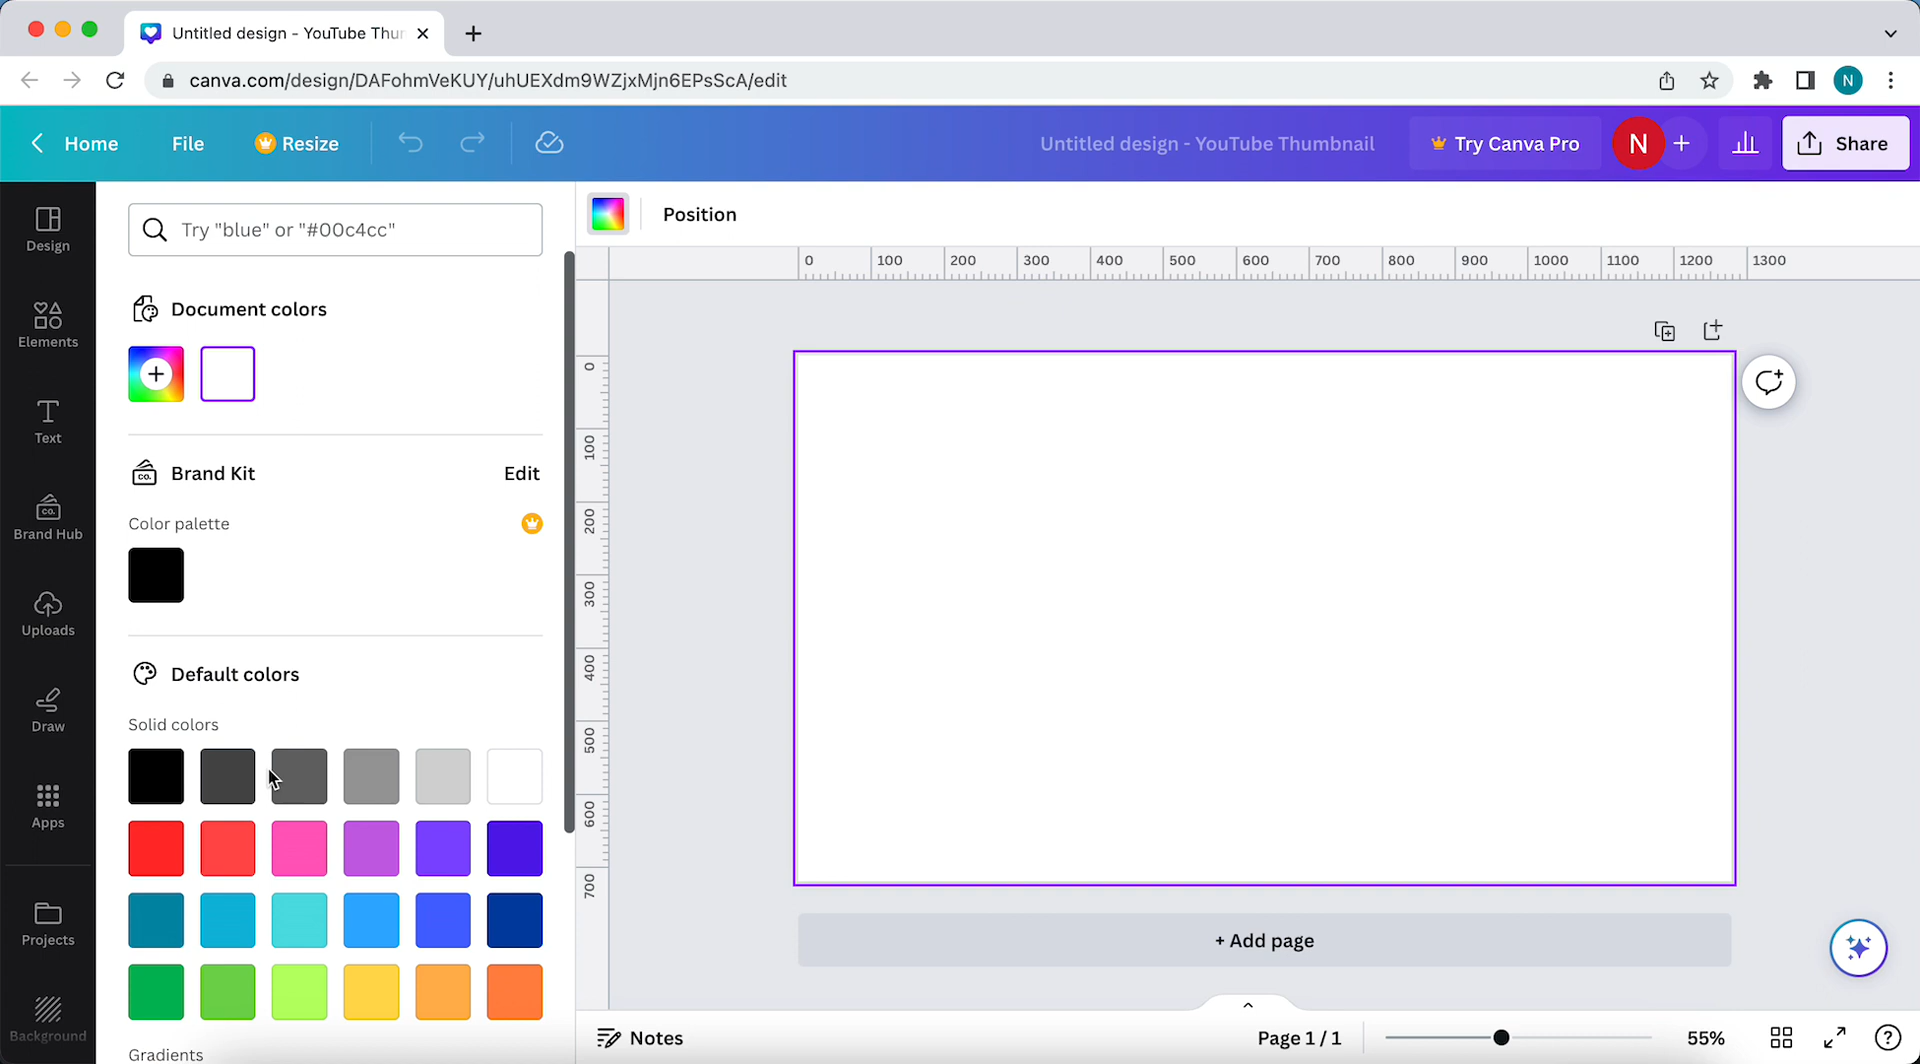 Untitled design - YouTube Thu
canva.com/design/DAFohmVeKUY/uhUEXdm9WZjxMjn6EPsScA/edit
N
Home
File
Resize
Untitled design - YouTube Thumbnail
Try Canva Pro
N
Share
Design
Elements
Text
Brand Hub
CO.
Uploads
Draw
Apps
Projects
Background
Try "blue" or "#00c4cc"
Document colors
Brand Kit
CO.
Edit
Color palette
Default colors
Solid colors
Gradients
Position
0 100 200 300 400 500 600 700 800 900 1000 1100 1200 1300
0
100
200
300
400
500
600
700
+ Add page
Notes
Page 1 / 1
55%